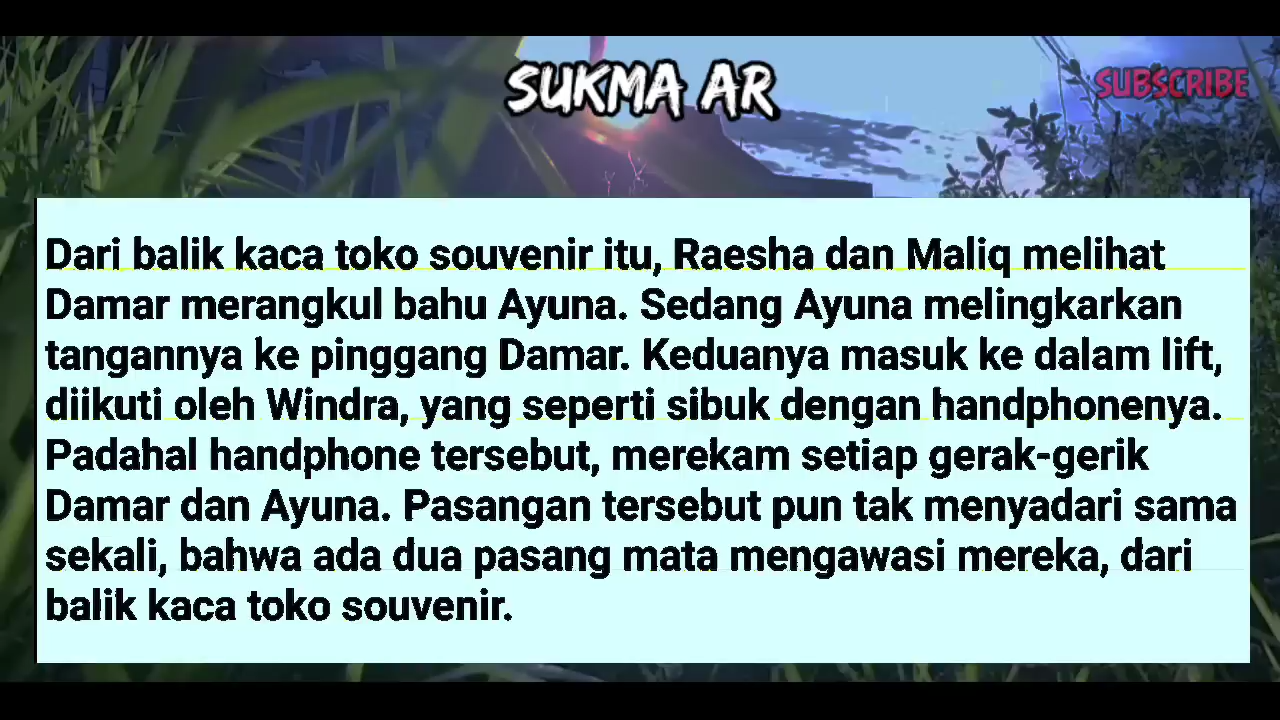 SUKMA AR
SUBSCRIBE
Dari balik kaca toko souvenir itu, Raesha dan Maliq melihat
Damar merangkul bahu Ayuna. Sedang Ayuna melingkarkan
tangannya ke pinggang Damar. Keduanya masuk ke dalam lift,
diikuti oleh Windra, yang seperti sibuk dengan handphonenya.
Padahal handphone tersebut, merekam setiap gerak-gerik
Damar dan Ayuna. Pasangan tersebut pun tak menyadari sama
sekali, bahwa ada dua pasang mata mengawasi mereka, dari
balik kaca toko souvenir.